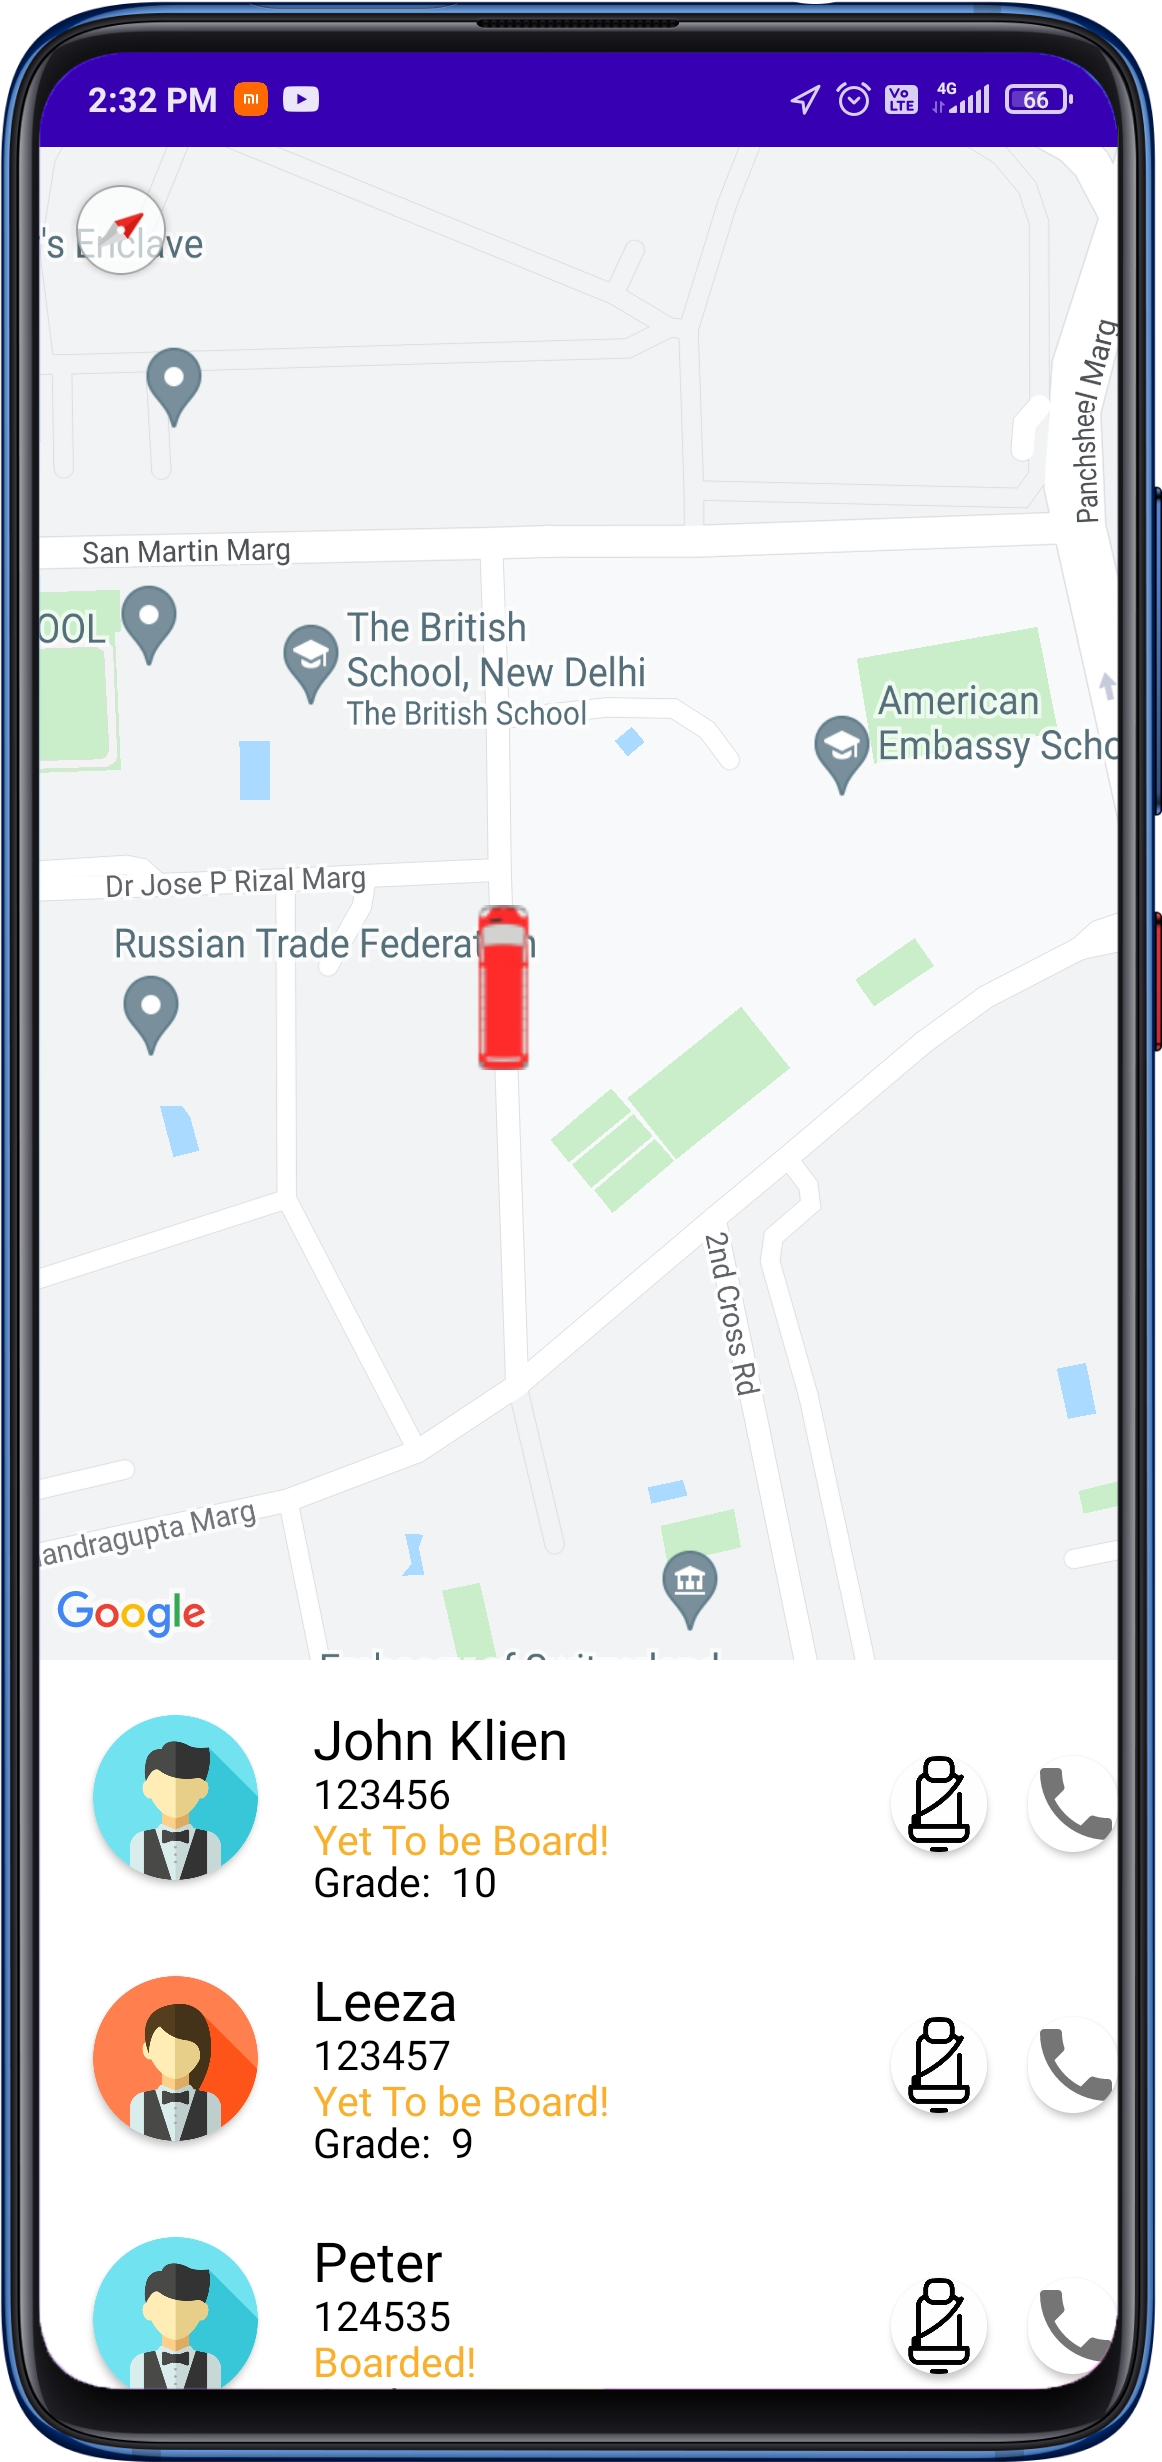 2:32 PM
4G
Vo
LTE
66
's Enclave
Panchsheel Marg
San Martin Marg
OOL
The British
School, New Delhi
The British School
American
Embassy Scho
Dr Jose P Rizal Marg
Russian Trade Federat n
2nd Cross Rd
andragupta Marg
Google
Embassy of Switzerland
John Klien
123456
Yet To be Board!
Grade: 10
Leeza
123457
Yet To be Board!
Grade: 9
Peter
124535
Boarded!